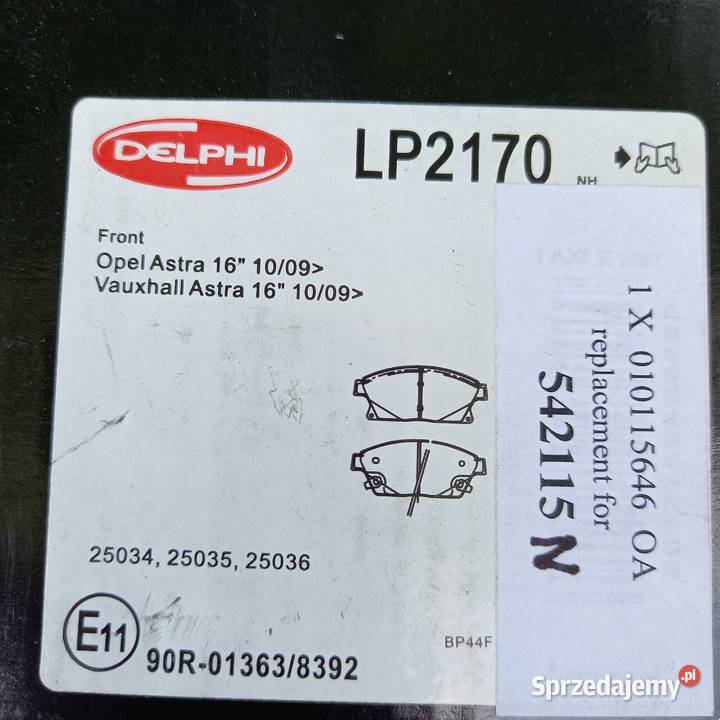 DELPHI
LP2170
NH
Front
Opel Astra 16" 10/09>
Vauxhall Astra 16" 10/09>
25034, 25035, 25036
E11
90R-01363/8392
BP44F
1 X 010115646 OA
replacement for
542115 N
Sprzedajemy.pl